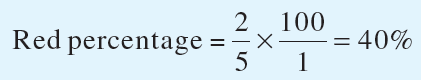 Red percentage = 2/5 × 100/1 = 40%